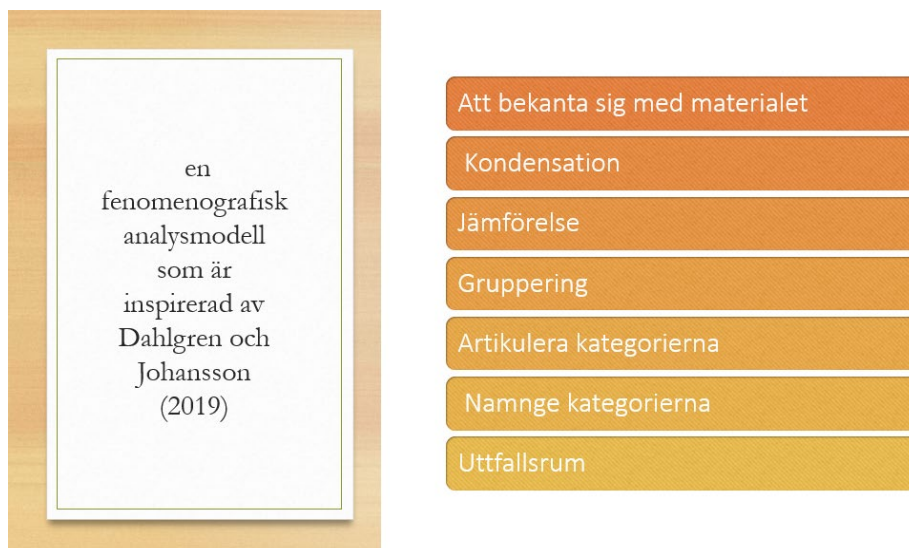 en
fenomenografisk
analysmodell
som är
inspirerad av
Dahlgren och
Johansson
(2019)
Att bekanta sig med materialet
Kondensation
Jämförelse
Gruppering
Artikulera kategorierna
Namnge kategorierna
Uttfallsrum